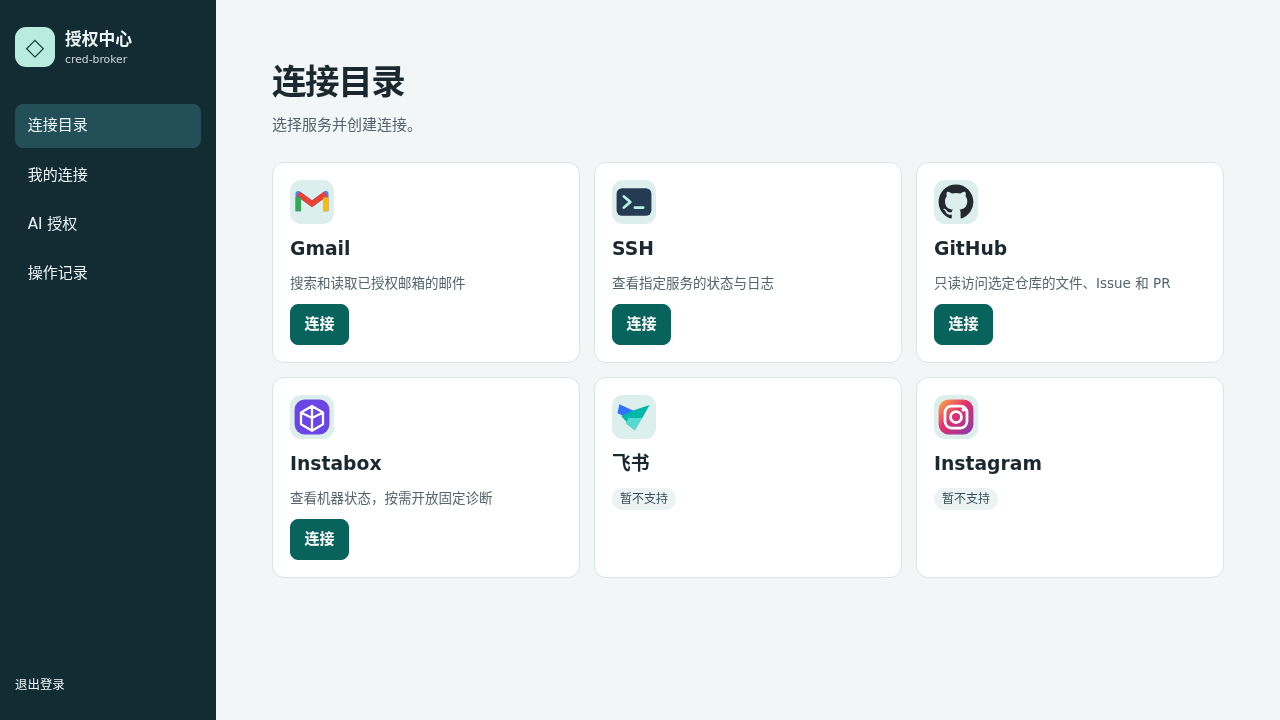 授权中心
cred-broker
连接目录
我的连接
AI 授权
操作记录
退出登录
连接目录
选择服务并创建连接。
Gmail
搜索和读取已授权邮箱的邮件
连接
SSH
查看指定服务的状态与日志
连接
GitHub
只读访问选定仓库的文件、Issue 和 PR
连接
Instabox
查看机器状态，按需开放固定诊断
连接
飞书
暂不支持
Instagram
暂不支持